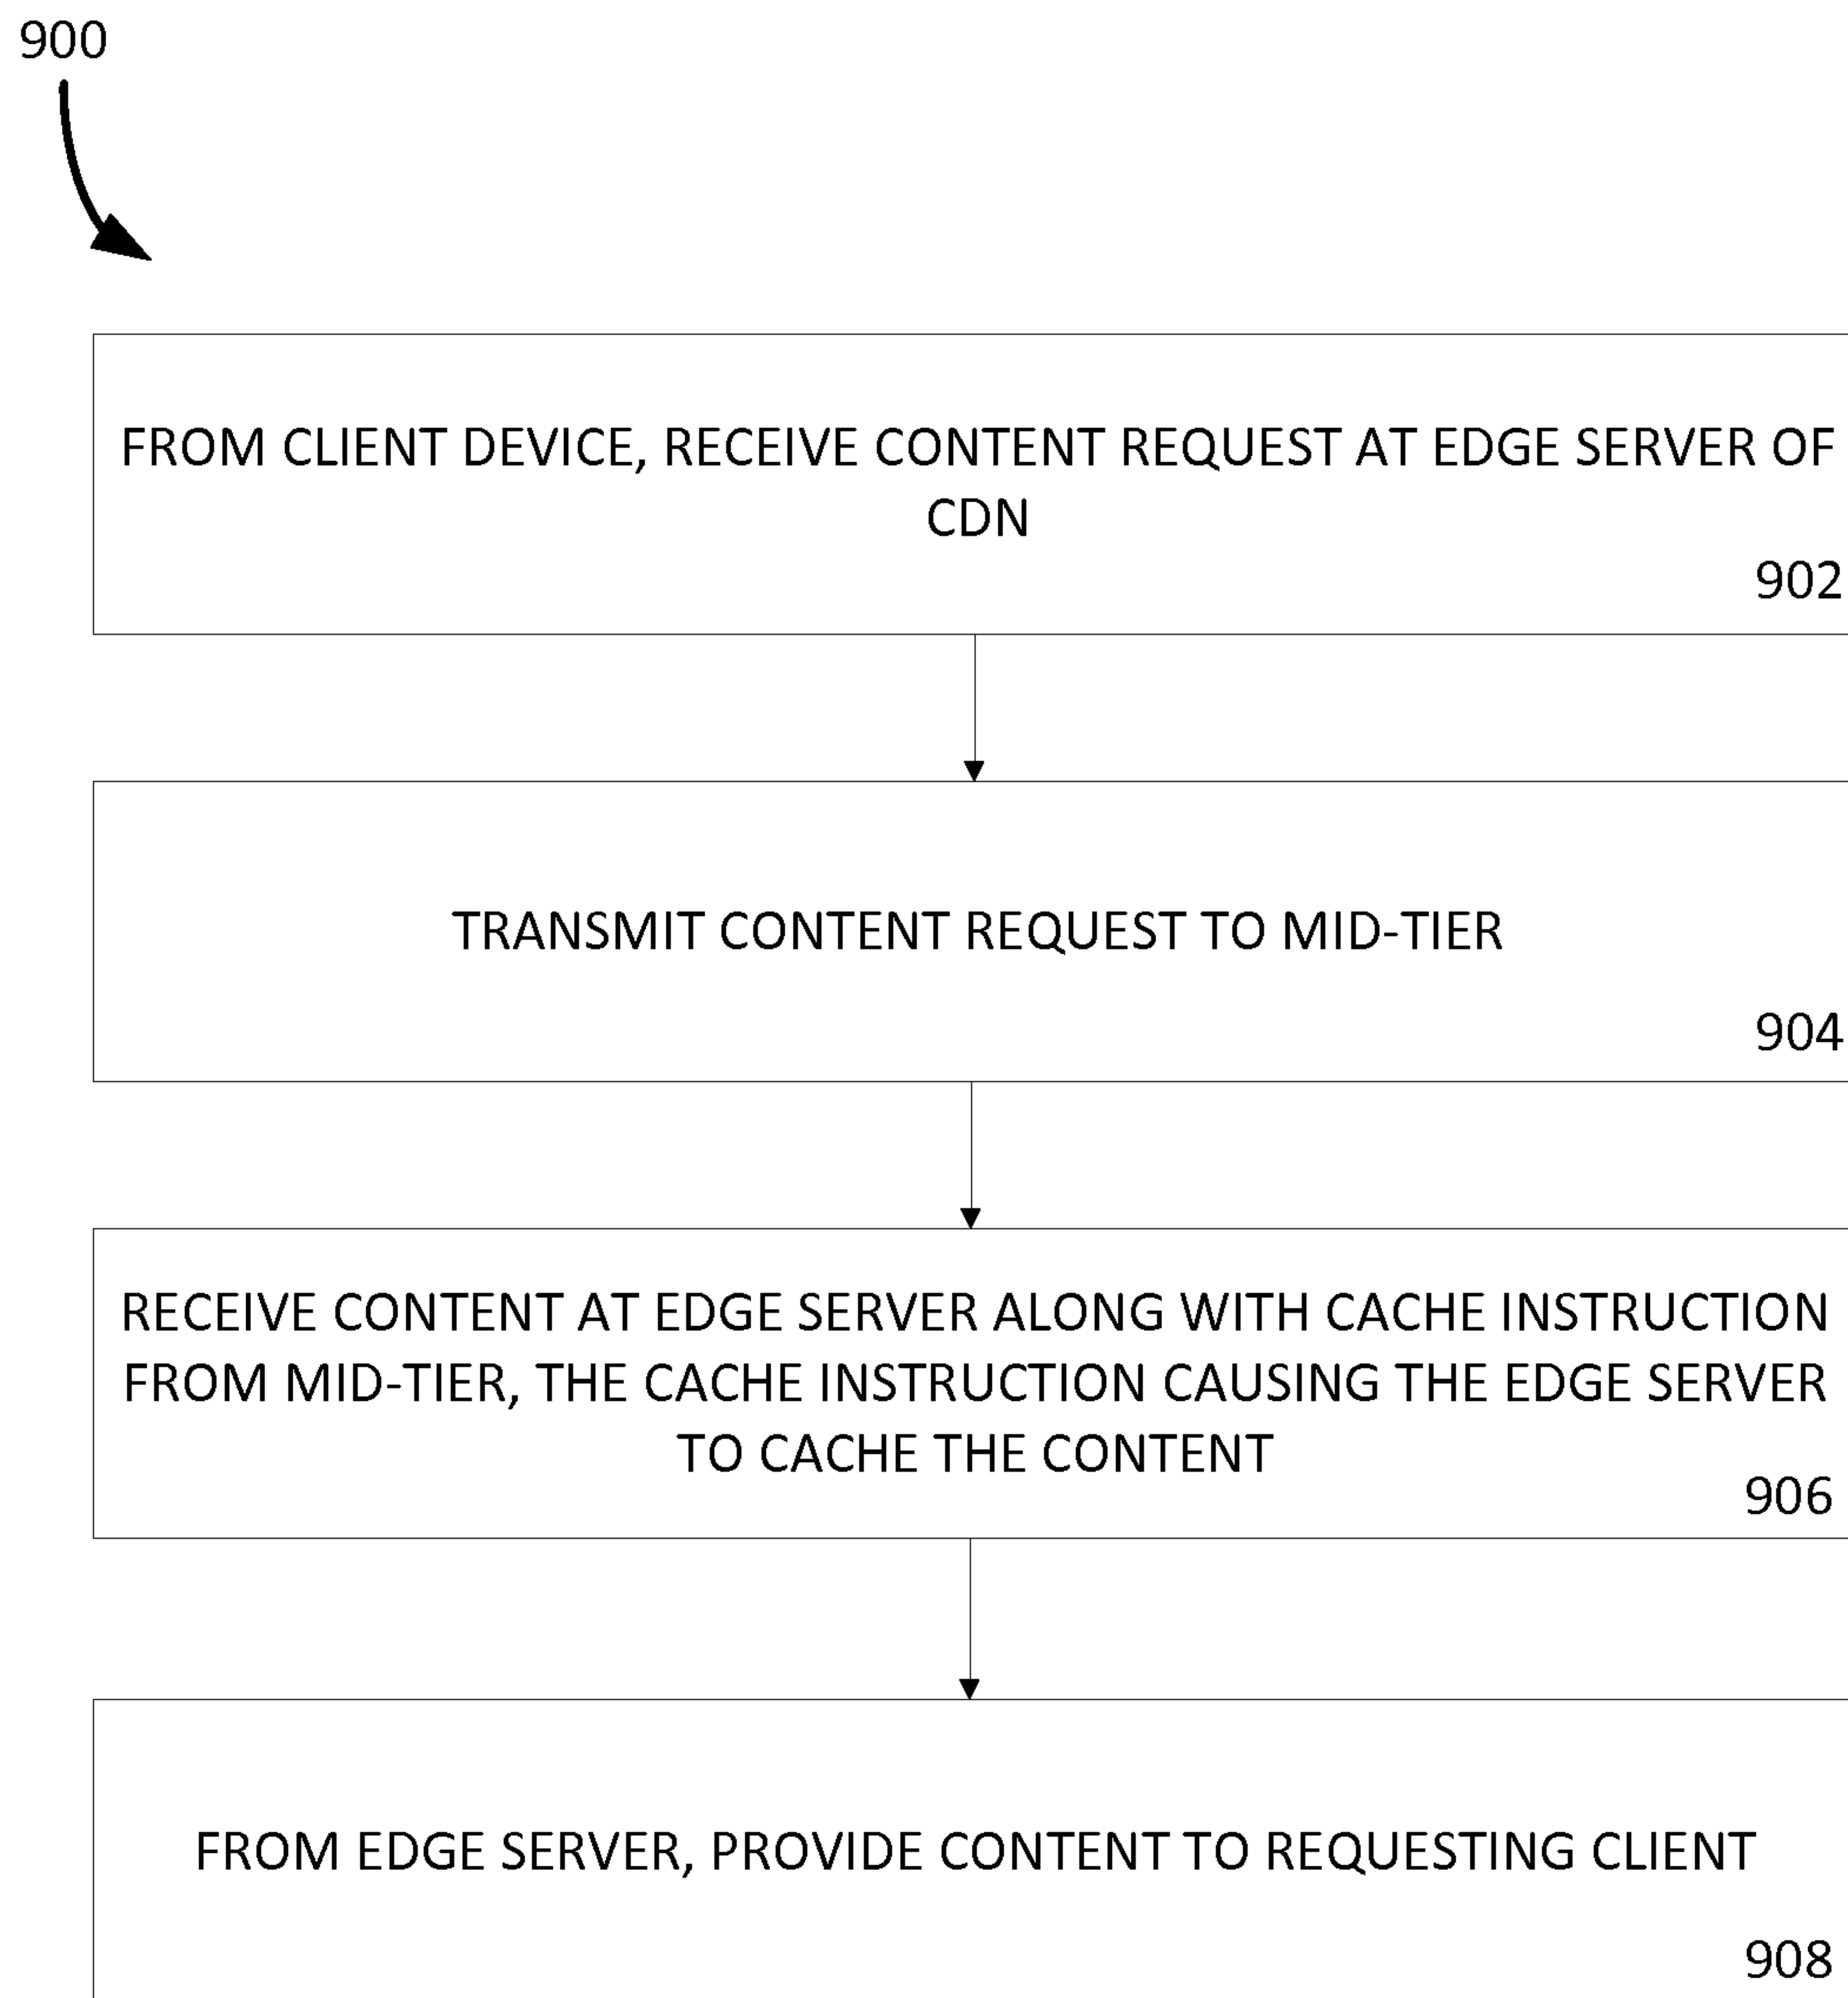 900
FROM CLIENT DEVICE, RECEIVE CONTENT REQUEST AT EDGE SERVER OF
CDN
902
TRANSMIT CONTENT REQUEST TO MID-TIER
904
RECEIVE CONTENT AT EDGE SERVER ALONG WITH CACHE INSTRUCTION
FROM MID-TIER, THE CACHE INSTRUCTION CAUSING THE EDGE SERVER
TO CACHE THE CONTENT
906
FROM EDGE SERVER, PROVIDE CONTENT TO REQUESTING CLIENT
908